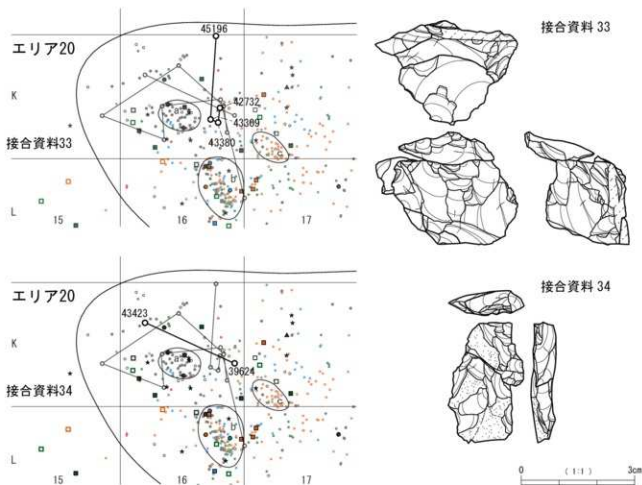 エリア20
45196
接合資料 33
K
42732
43369
43380
接合資料33
a
b
L
15
16
17
エリア20
43423
接合資料 34
K
39624
接合資料34
a
b
L
15
16
17
0 (1:1) 3cm